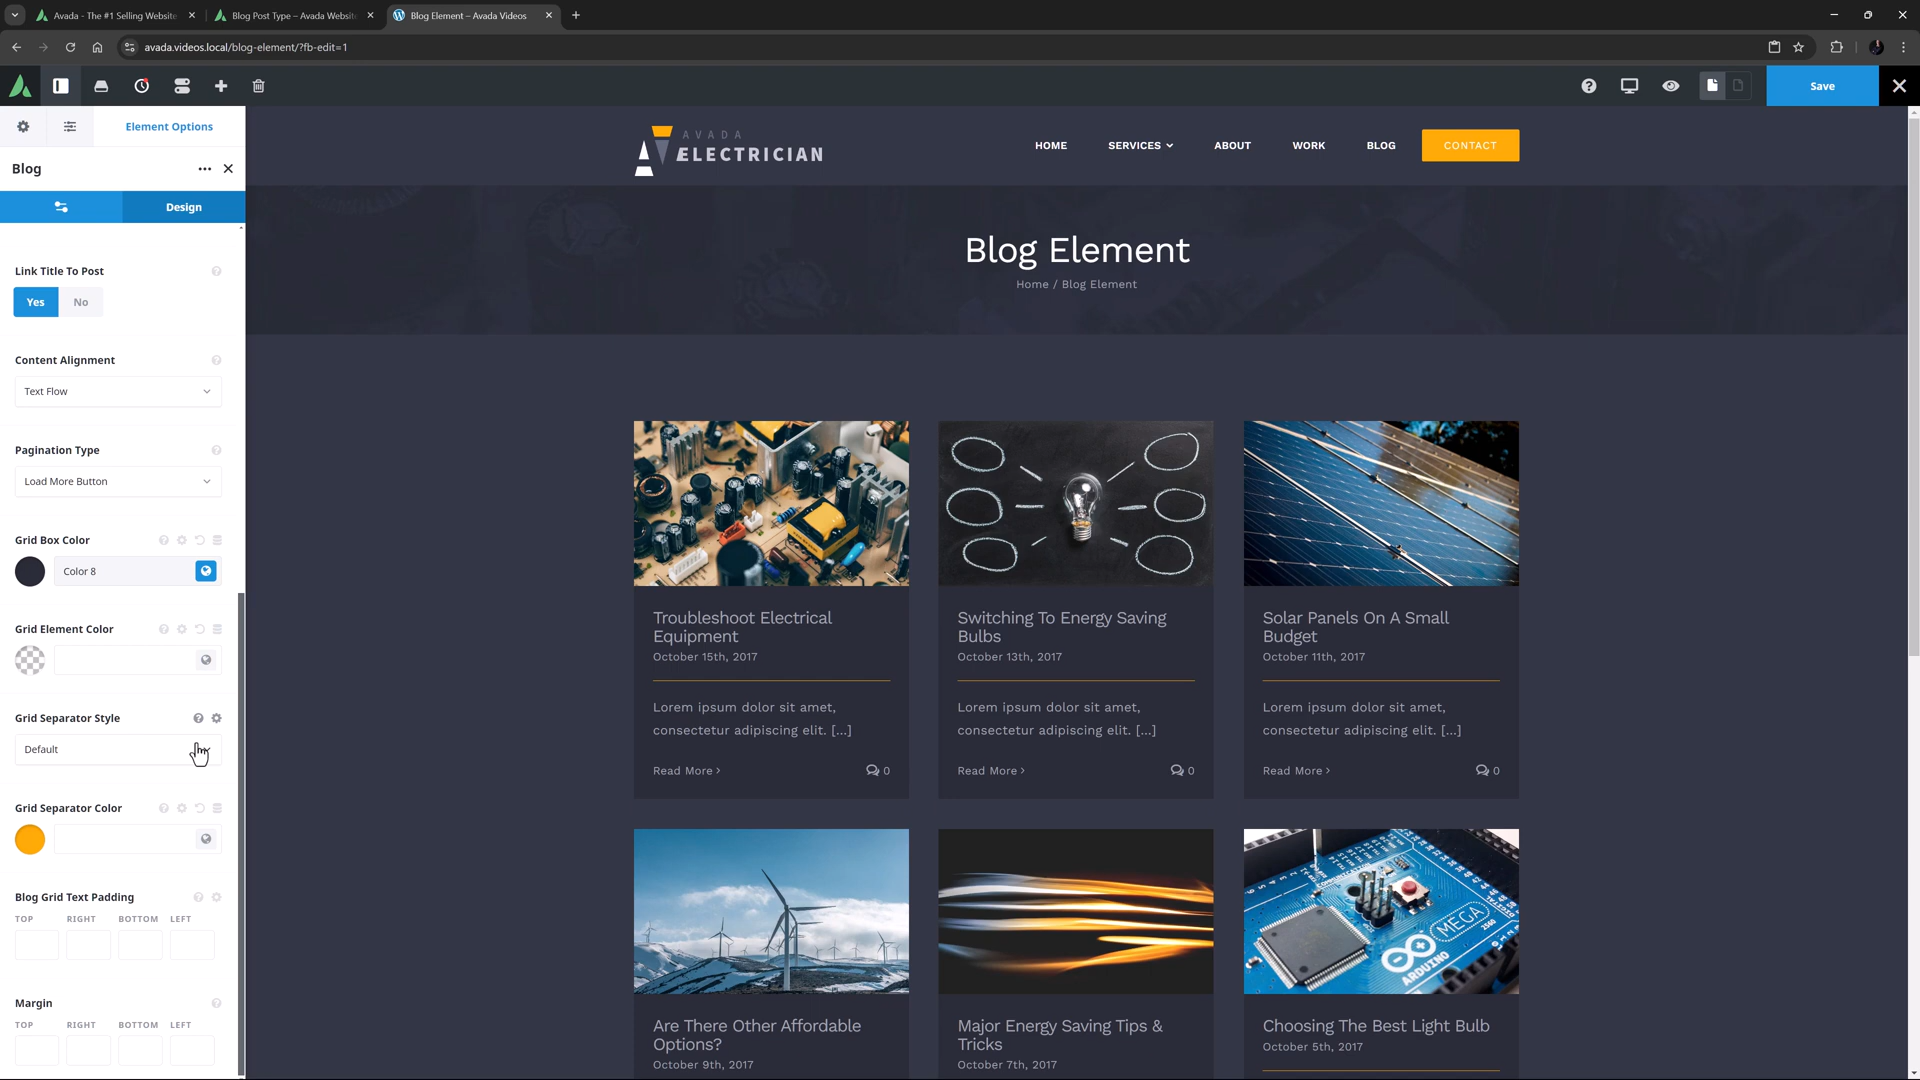 Avada - The #1 Selling Website
Blog Post Type – Avada Website
Blog Element – Avada Videos
avada.videos.local/blog-element/?fb-edit=1
Save
Element Options
Blog
Design
Link Title To Post
Yes
No
Content Alignment
Text Flow
Pagination Type
Load More Button
Grid Box Color
Color 8
Grid Element Color
Grid Separator Style
Default
Grid Separator Color
Blog Grid Text Padding
TOP RIGHT BOTTOM LEFT
Margin
TOP RIGHT BOTTOM LEFT
AVADA
ELECTRICIAN
HOME SERVICES ABOUT WORK BLOG CONTACT
Blog Element
Home / Blog Element
Troubleshoot Electrical
Equipment
October 15th, 2017
Lorem ipsum dolor sit amet,
consectetur adipiscing elit. [...]
Read More >
0
Switching To Energy Saving
Bulbs
October 13th, 2017
Lorem ipsum dolor sit amet,
consectetur adipiscing elit. [...]
Read More >
0
Solar Panels On A Small
Budget
October 11th, 2017
Lorem ipsum dolor sit amet,
consectetur adipiscing elit. [...]
Read More >
0
MEGA
ARDUINO
Are There Other Affordable
Options?
October 9th, 2017
Major Energy Saving Tips &
Tricks
October 7th, 2017
Choosing The Best Light Bulb
October 5th, 2017